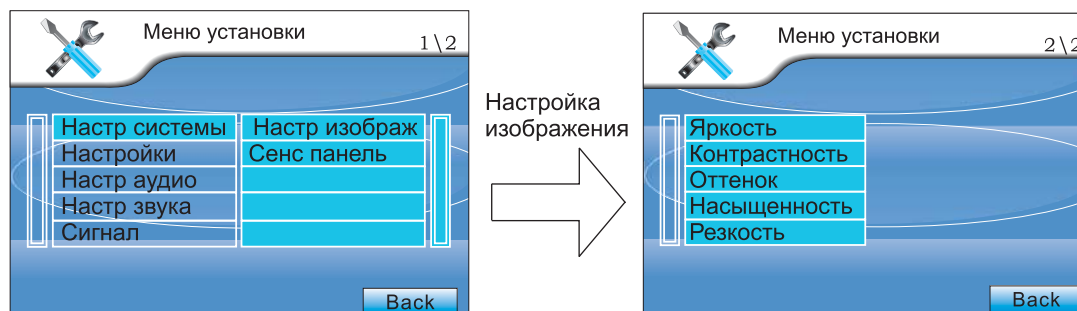 Меню установки
1\2
Настр системы
Настр изображ
Настройки
Сенс панель
Настр аудио
Настр звука
Сигнал
Back
Настройка
изображения
Меню установки
2\2
Яркость
Контрастность
Оттенок
Насыщенность
Резкость
Back